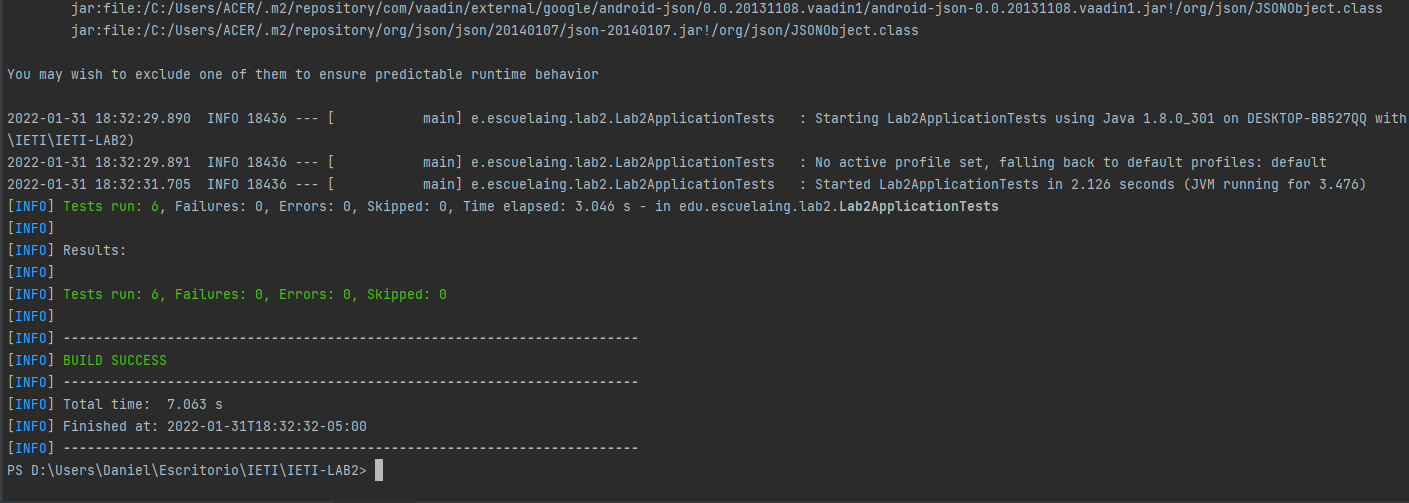 jar:file:/C:/Users/ACER/.m2/repository/com/vaadin/external/google/android-json/0.0.20131108.vaadin1/android-json-0.0.20131108.vaadin1.jar!/org/json/JSONObject.class
jar:file:/C:/Users/ACER/.m2/repository/org/json/json/20140107/json-20140107.jar!/org/json/JSONObject.class
You may wish to exclude one of them to ensure predictable runtime behavior
2022-01-31 18:32:29.890  INFO 18436 --- [           main] e.escuelaing.lab2.Lab2ApplicationTests   : Starting Lab2ApplicationTests using Java 1.8.0_301 on DESKTOP-BB527QQ with
\IETI\IETI-LAB2)
2022-01-31 18:32:29.891  INFO 18436 --- [           main] e.escuelaing.lab2.Lab2ApplicationTests   : No active profile set, falling back to default profiles: default
2022-01-31 18:32:31.705  INFO 18436 --- [           main] e.escuelaing.lab2.Lab2ApplicationTests   : Started Lab2ApplicationTests in 2.126 seconds (JVM running for 3.476)
[INFO] Tests run: 6, Failures: 0, Errors: 0, Skipped: 0, Time elapsed: 3.046 s - in edu.escuelaing.lab2.Lab2ApplicationTests
[INFO]
[INFO] Results:
[INFO]
[INFO] Tests run: 6, Failures: 0, Errors: 0, Skipped: 0
[INFO]
[INFO] ------------------------------------------------------------------------
[INFO] BUILD SUCCESS
[INFO] ------------------------------------------------------------------------
[INFO] Total time:  7.063 s
[INFO] Finished at: 2022-01-31T18:32:32-05:00
[INFO] ------------------------------------------------------------------------
PS D:\Users\Daniel\Escritorio\IETI\IETI-LAB2>